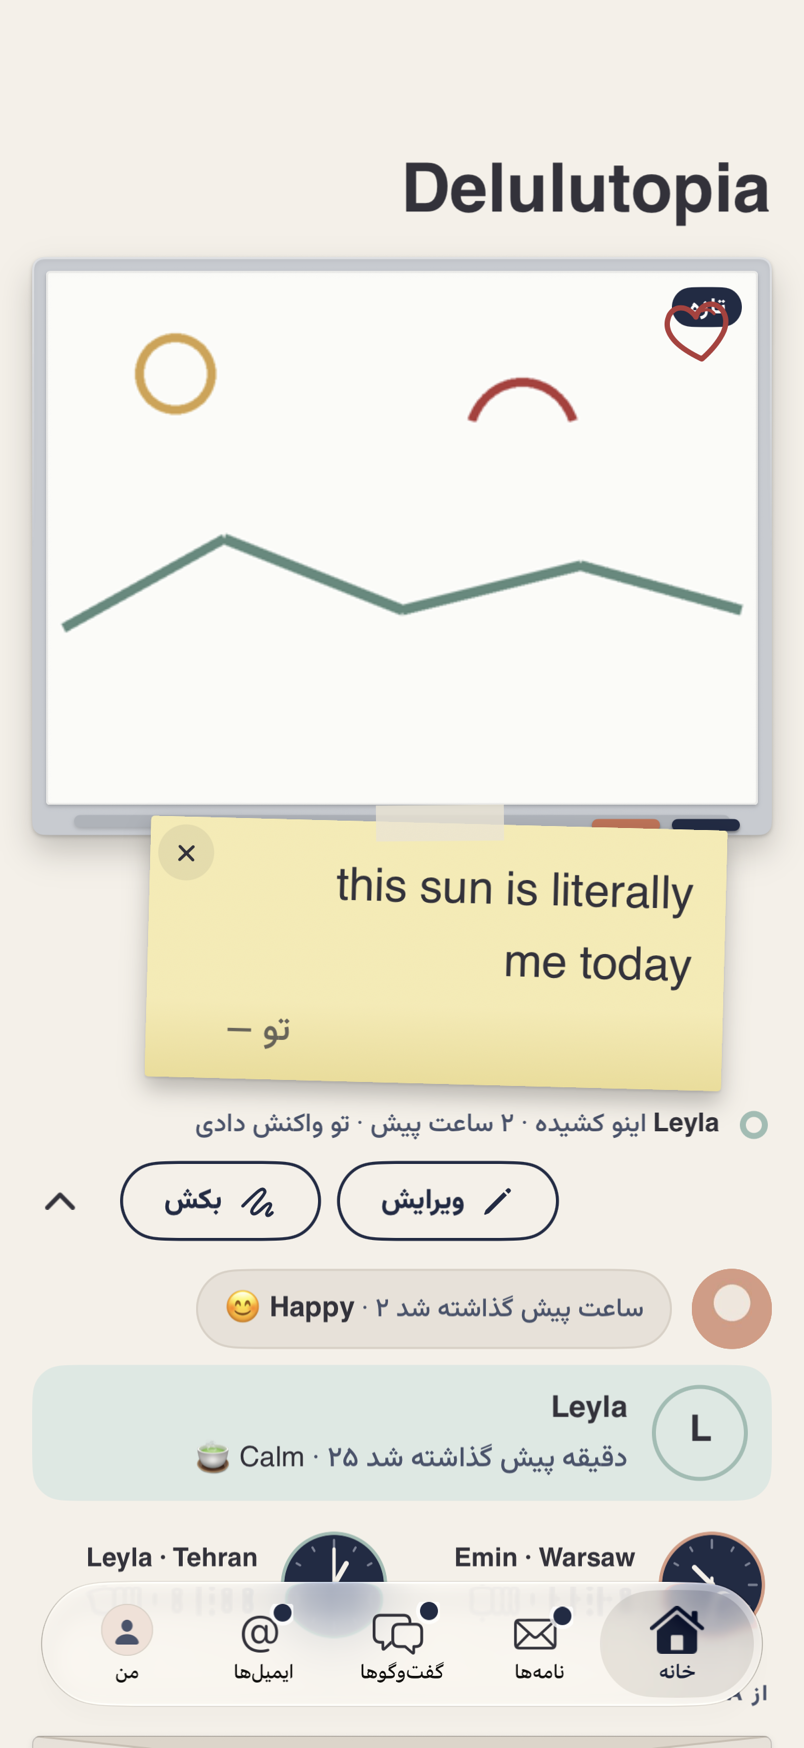 Delulutopia
تازه
this sun is literally
me today
تو —
Leyla اینو کشیده · ۲ ساعت پیش · تو واکنش دادی
ویرایش
بکش
😊 Happy · ۲ ساعت پیش گذاشته شد
L
Leyla
🍵 Calm · ۲۵ دقیقه پیش گذاشته شد
Emin · Warsaw
Leyla · Tehran
خانه
نامه‌ها
گفت‌وگوها
ایمیل‌ها
من
از